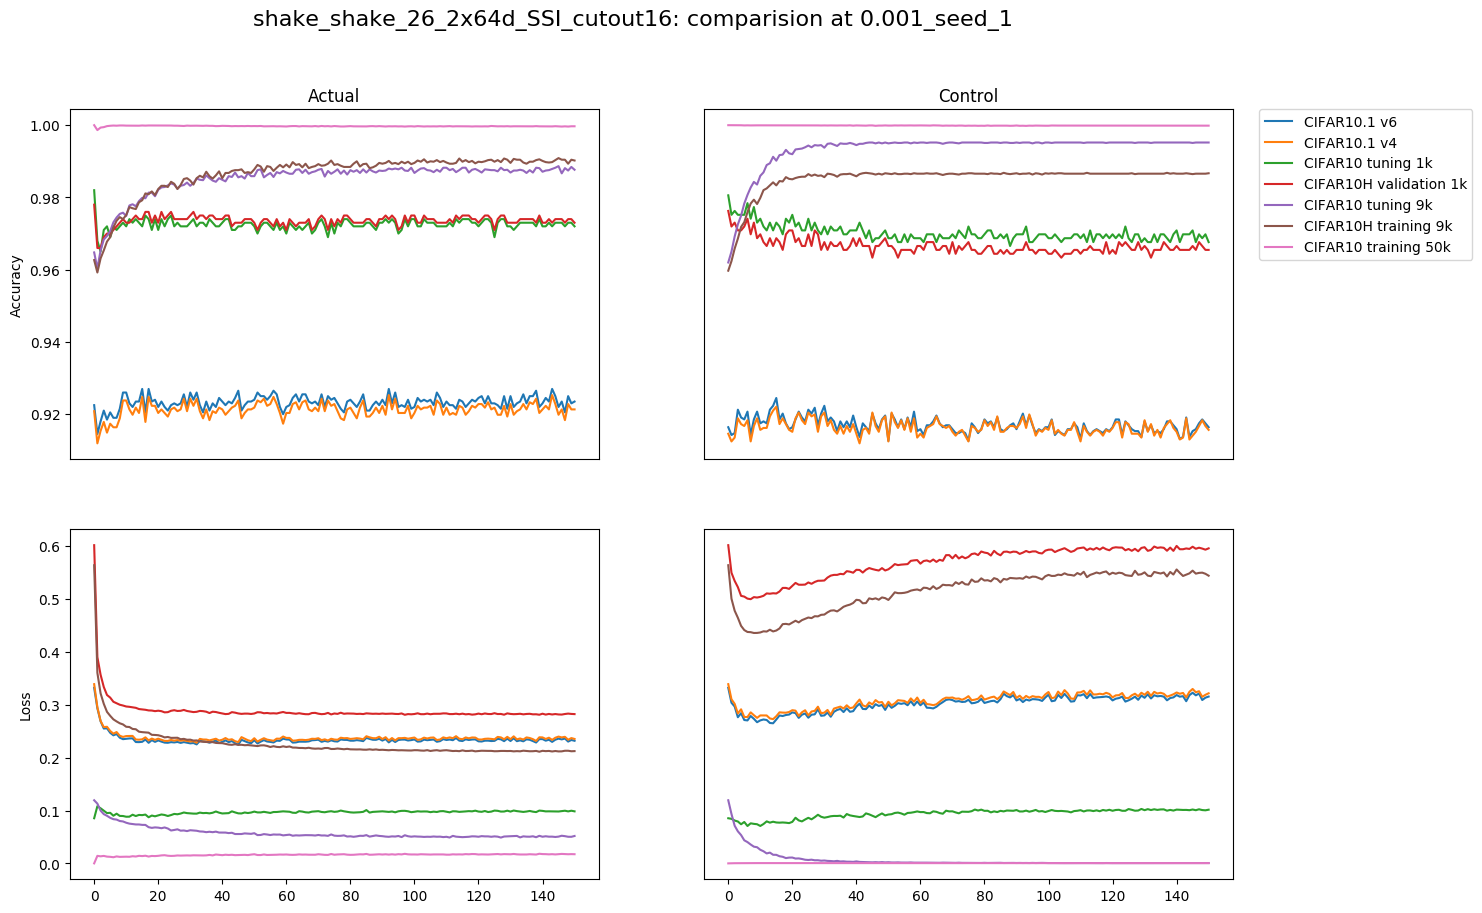 shake_shake_26_2x64d_SSI_cutout16: comparision at 0.001_seed_1
Actual
Control
Accuracy
1.00
0.98
0.96
0.94
0.92
CIFAR10.1 v6
CIFAR10.1 v4
CIFAR10 tuning 1k
CIFAR10H validation 1k
CIFAR10 tuning 9k
CIFAR10H training 9k
CIFAR10 training 50k
Loss
0.6
0.5
0.4
0.3
0.2
0.1
0.0
0 20 40 60 80 100 120 140
0 20 40 60 80 100 120 140